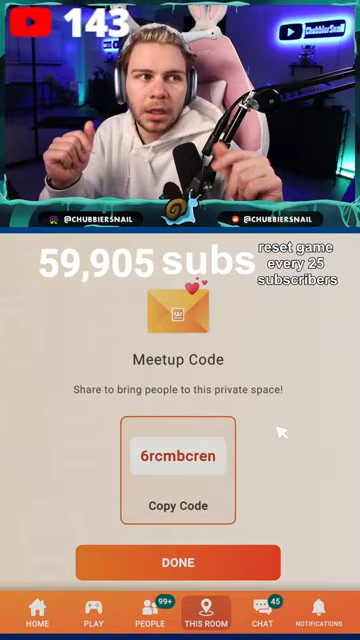 143
ChubbierSnail
@CHUBBIERSNAIL
@CHUBBIERSNAIL
59,905 subs
reset game
every 25
subscribers
Meetup Code
Share to bring people to this private space!
6rcmbcren
Copy Code
DONE
99+
45
HOME
PLAY
PEOPLE
THIS ROOM
CHAT
NOTIFICATIONS